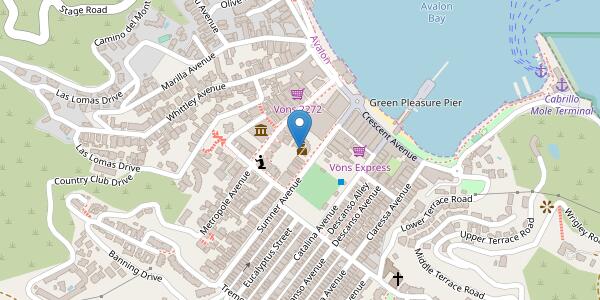 Stage Road
Olive
Camino del Mont
Avalon
Bay
Avalon
Marilla Avenue
Las Lomas Drive
Whittley Avenue
Vons 2272
Green Pleasure Pier
Cabrillo
Mole Terminal
Crescent Avenue
Las Lomas Drive
Vons Express
Country Club Drive
Metropole Avenue
Sumner Avenue
Descanso Alley
Descanso Avenue
Claressa Avenue
Catalina Avenue
Lower Terrace Road
Upper Terrace Road
Wrigley Ro
Eucalyptus Street
Banning Drive
Middle Terrace Road
Tremo
anso Avenue
Avenue